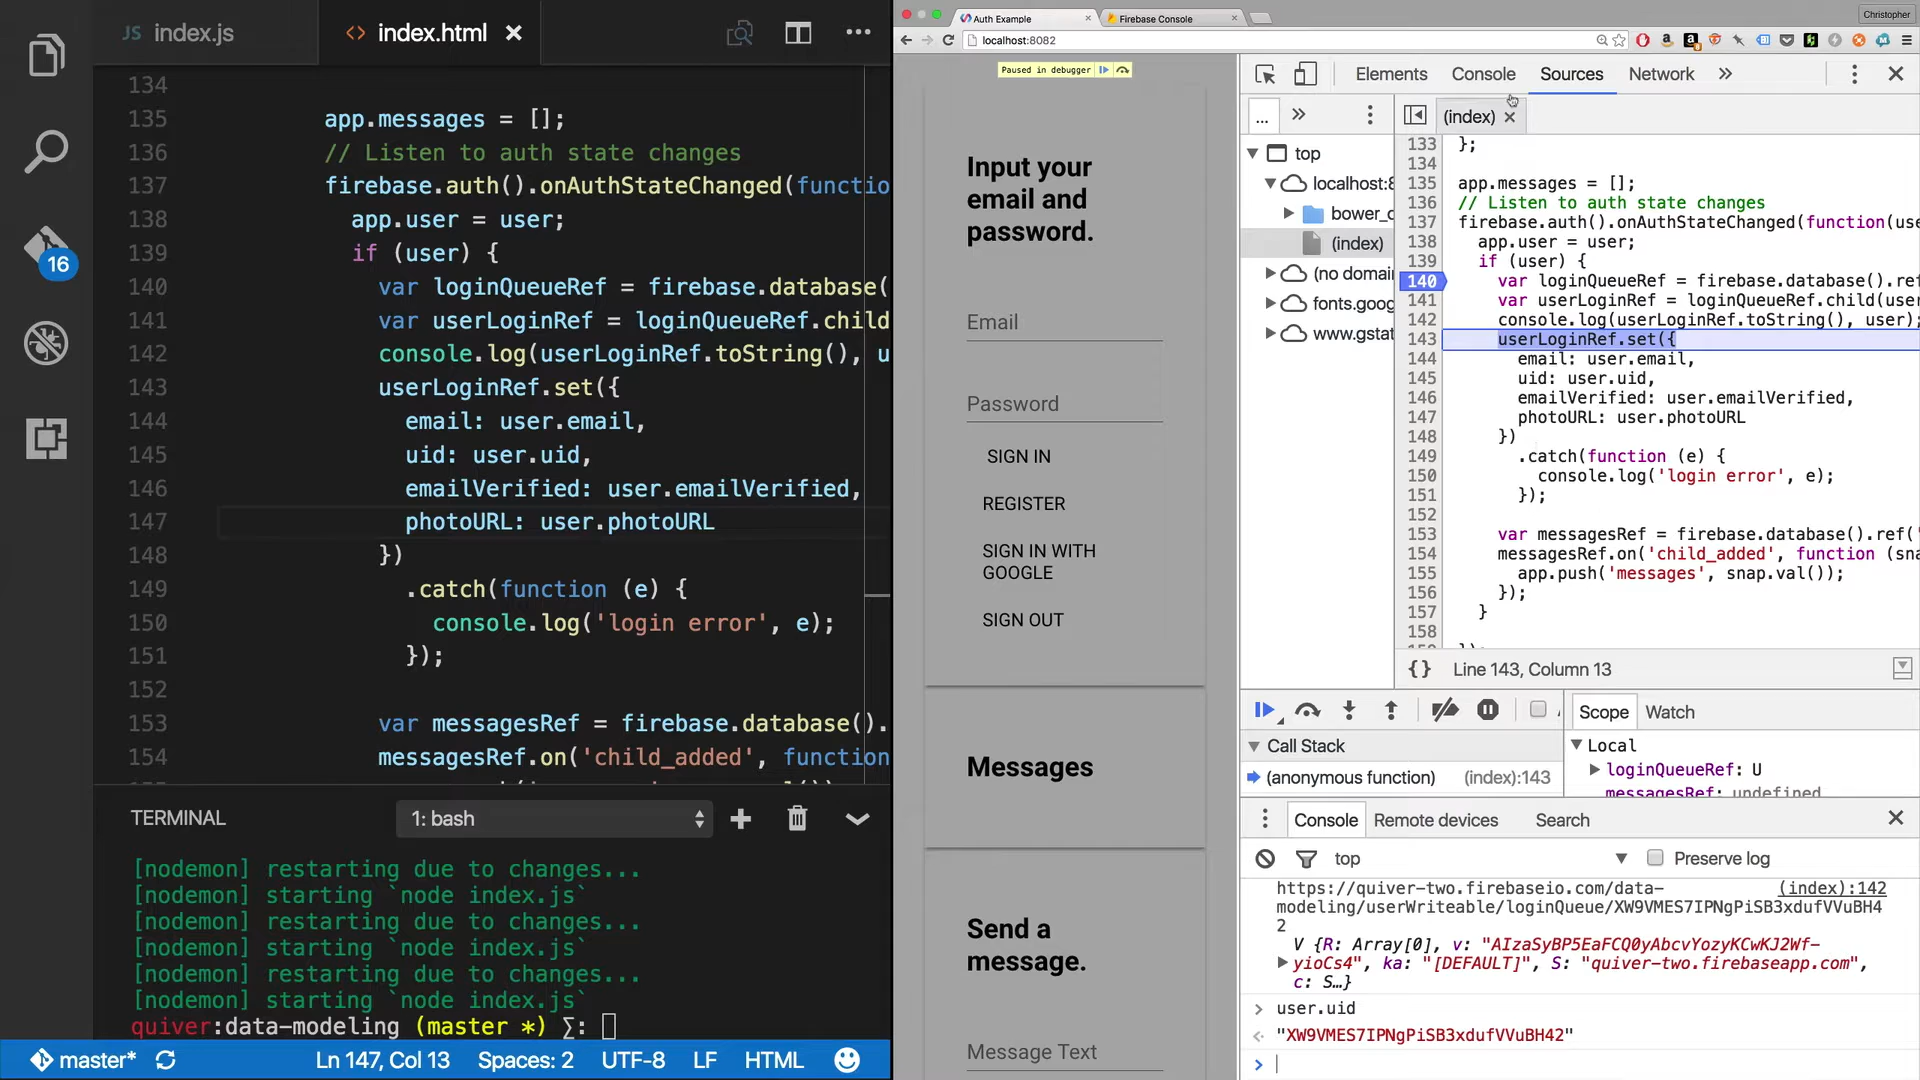 JS index.js
<> index.html
134
135 app.messages = [];
136 // Listen to auth state changes
137 firebase.auth().onAuthStateChanged(functio
138 app.user = user;
139 if (user) {
140 var loginQueueRef = firebase.database(
141 var userLoginRef = loginQueueRef.child
142 console.log(userLoginRef.toString(), u
143 userLoginRef.set({
144 email: user.email,
145 uid: user.uid,
146 emailVerified: user.emailVerified,
147 photoURL: user.photoURL
148 })
149 .catch(function (e) {
150 console.log('login error', e);
151 });
152
153 var messagesRef = firebase.database().
154 messagesRef.on('child_added', function
16
TERMINAL
1: bash
[nodemon] restarting due to changes...
[nodemon] starting `node index.js`
[nodemon] restarting due to changes...
[nodemon] starting `node index.js`
[nodemon] restarting due to changes...
[nodemon] starting `node index.js`
quiver:data-modeling (master *) ∑:
master*
Ln 147, Col 13
Spaces: 2
UTF-8
LF
HTML
Auth Example
Firebase Console
Christopher
localhost:8082
Paused in debugger
Input your
email and
password.
Email
Password
SIGN IN
REGISTER
SIGN IN WITH
GOOGLE
SIGN OUT
Messages
Send a
message.
Message Text
Elements
Console
Sources
Network
...
(index)
top
localhost:8
bower_c
(index)
(no domai
fonts.goog
www.gstat
133 };
134
135 app.messages = [];
136 // Listen to auth state changes
137 firebase.auth().onAuthStateChanged(function(use
138 app.user = user;
139 if (user) {
140 var loginQueueRef = firebase.database().ref
141 var userLoginRef = loginQueueRef.child(user
142 console.log(userLoginRef.toString(), user);
143 userLoginRef.set({
144 email: user.email,
145 uid: user.uid,
146 emailVerified: user.emailVerified,
147 photoURL: user.photoURL
148 })
149 .catch(function (e) {
150 console.log('login error', e);
151 });
152
153 var messagesRef = firebase.database().ref('
154 messagesRef.on('child_added', function (sna
155 app.push('messages', snap.val());
156 });
157 }
158
{} Line 143, Column 13
Scope
Watch
Call Stack
(anonymous function) (index):143
Local
loginQueueRef: U
messagesRef: undefined
Console
Remote devices
Search
top
Preserve log
https://quiver-two.firebaseio.com/data- (index):142
modeling/userWriteable/loginQueue/XW9VMES7IPNgPiSB3xdufVVuBH4
2
V {R: Array[0], v: "AIzaSyBP5EaFCQ0yAbcvYozyKCwKJ2Wf-
yioCs4", ka: "[DEFAULT]", S: "quiver-two.firebaseapp.com",
c: S…}
> user.uid
"XW9VMES7IPNgPiSB3xdufVVuBH42"
>